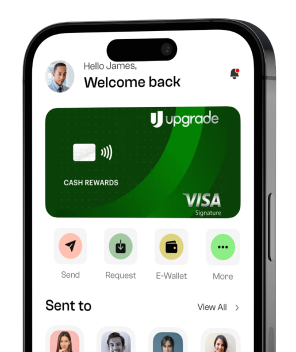 Hello James,
Welcome back
upgrade
CASH REWARDS
VISA
Signature
Send Request E-Wallet More
Sent to View All >